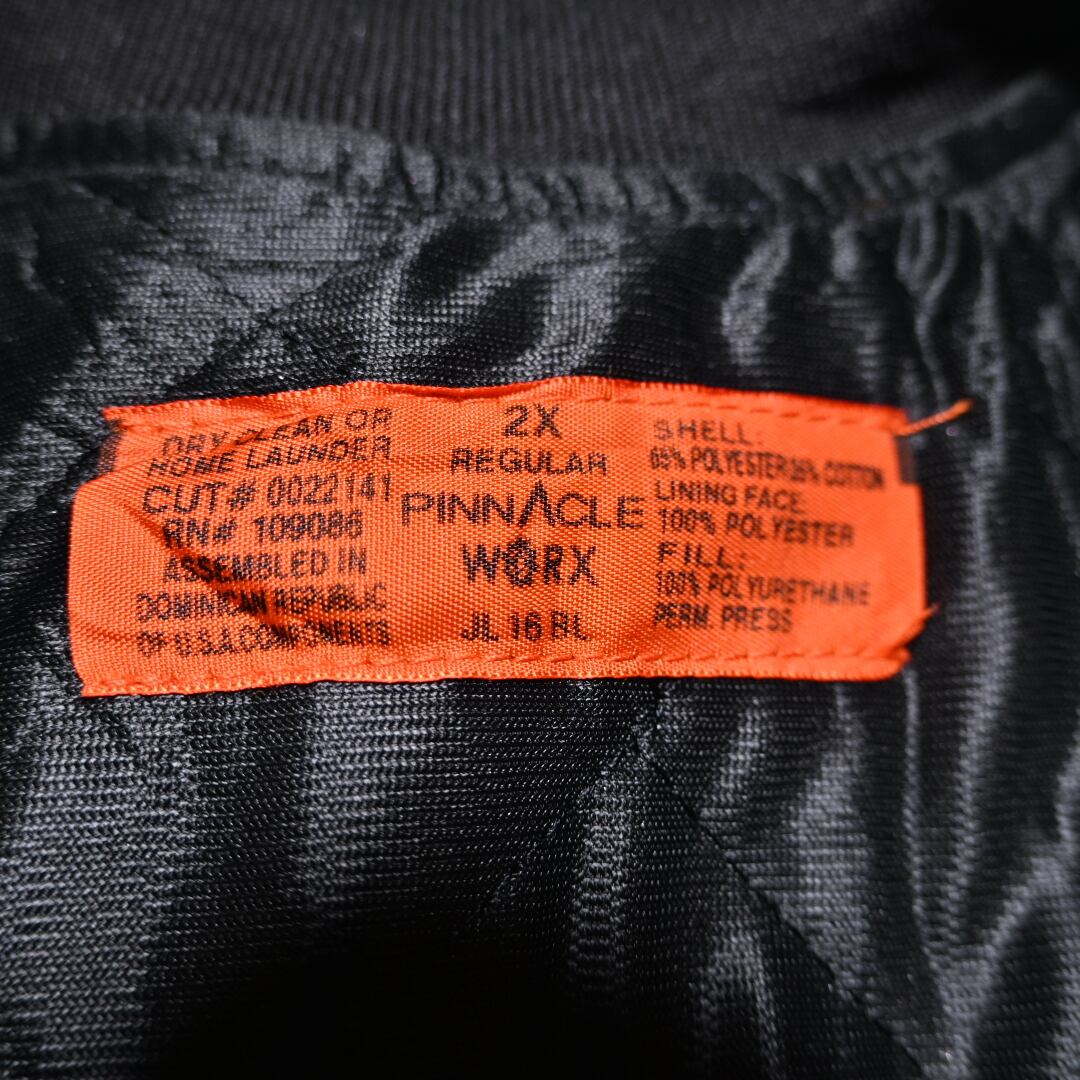 DRY CLEAN OR
HOME LAUNDER
CUT# 0022141
RN# 109086
ASSEMBLED IN
DOMINICAN REPUBLIC
OF U.S.A. COMPONENTS
2X
REGULAR
PINNACLE
WORX
JL 16 BL
SHELL:
65% POLYESTER 35% COTTON
LINING FACE:
100% POLYESTER
FILL:
100% POLYURETHANE
PERM. PRESS